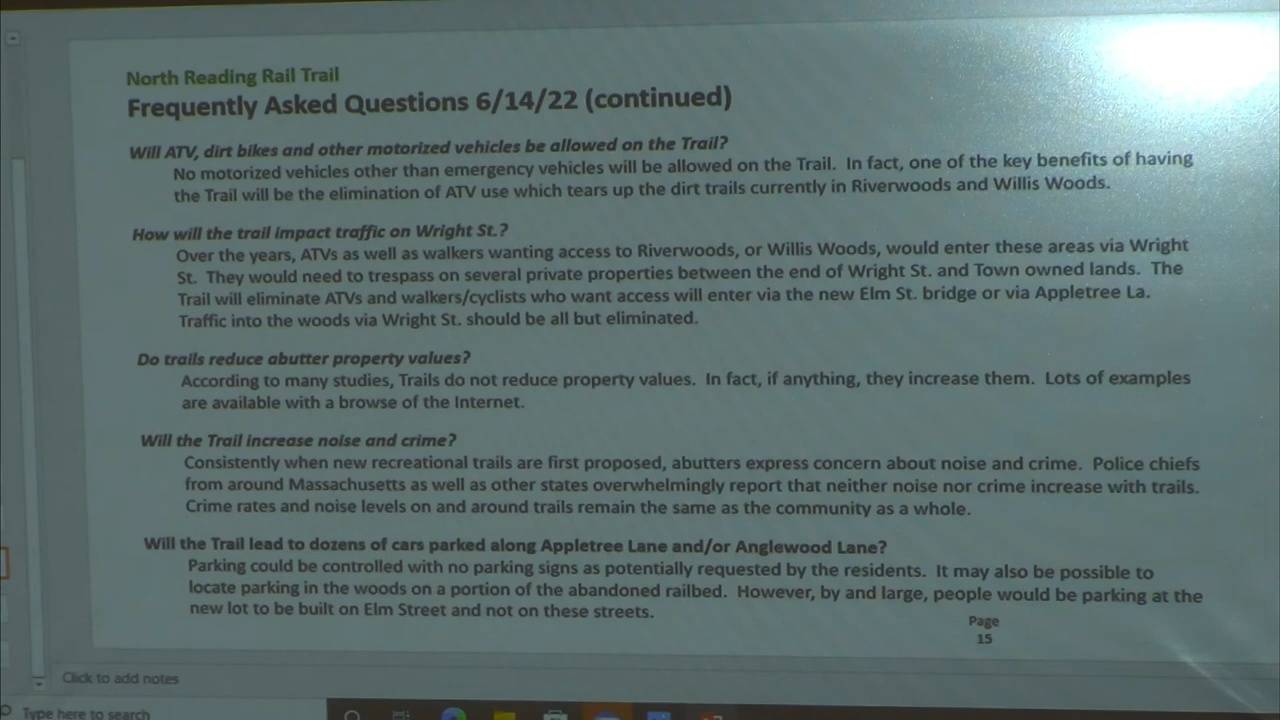 North Reading Rail Trail
Frequently Asked Questions 6/14/22 (continued)
Will ATV, dirt bikes and other motorized vehicles be allowed on the Trail?
No motorized vehicles other than emergency vehicles will be allowed on the Trail. In fact, one of the key benefits of having
the Trail will be the elimination of ATV use which tears up the dirt trails currently in Riverwoods and Willis Woods.
How will the trail impact traffic on Wright St.?
Over the years, ATVs as well as walkers wanting access to Riverwoods, or Willis Woods, would enter these areas via Wright
St. They would need to trespass on several private properties between the end of Wright St. and Town owned lands. The
Trail will eliminate ATVs and walkers/cyclists who want access will enter via the new Elm St. bridge or via Appletree La.
Traffic into the woods via Wright St. should be all but eliminated.
Do trails reduce abutter property values?
According to many studies, Trails do not reduce property values. In fact, if anything, they increase them. Lots of examples
are available with a browse of the Internet.
Will the Trail increase noise and crime?
Consistently when new recreational trails are first proposed, abutters express concern about noise and crime. Police chiefs
from around Massachusetts as well as other states overwhelmingly report that neither noise nor crime increase with trails.
Crime rates and noise levels on and around trails remain the same as the community as a whole.
Will the Trail lead to dozens of cars parked along Appletree Lane and/or Anglewood Lane?
Parking could be controlled with no parking signs as potentially requested by the residents. It may also be possible to
locate parking in the woods on a portion of the abandoned railbed. However, by and large, people would be parking at the
new lot to be built on Elm Street and not on these streets.
Page
15
Click to add notes
Type here to search